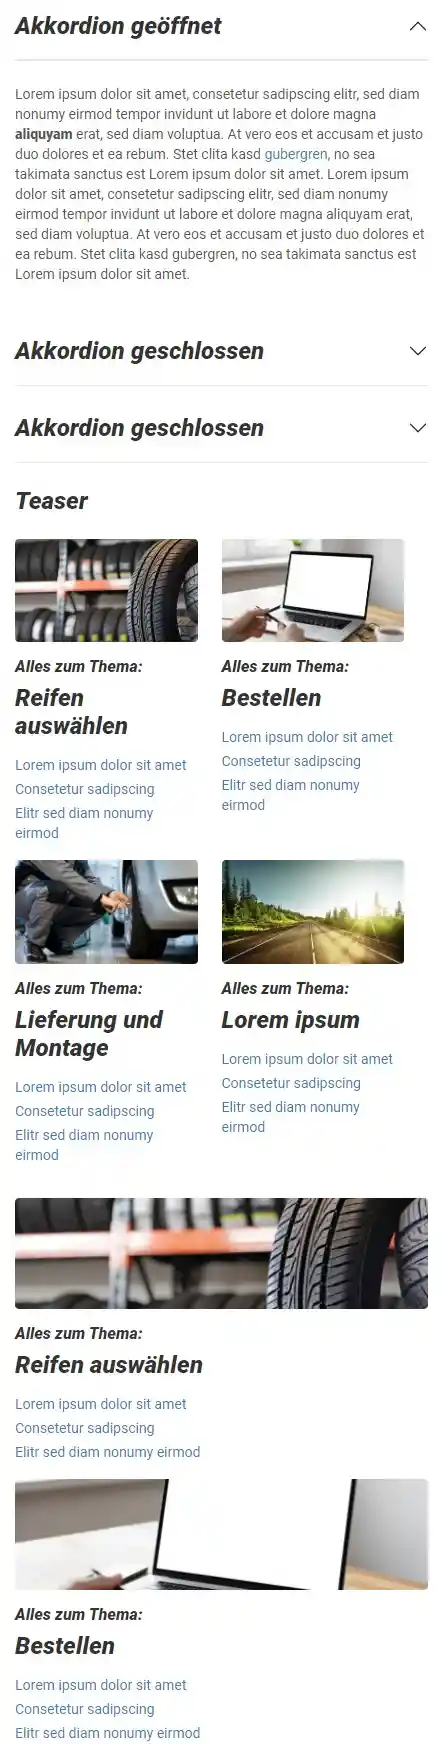 Akkordion geöffnet
Lorem ipsum dolor sit amet, consetetur sadipscing elitr, sed diam
nonumy eirmod tempor invidunt ut labore et dolore magna
aliquyam erat, sed diam voluptua. At vero eos et accusam et justo
duo dolores et ea rebum. Stet clita kasd gubergren, no sea
takimata sanctus est Lorem ipsum dolor sit amet. Lorem ipsum
dolor sit amet, consetetur sadipscing elitr, sed diam nonumy
eirmod tempor invidunt ut labore et dolore magna aliquyam erat,
sed diam voluptua. At vero eos et accusam et justo duo dolores et
ea rebum. Stet clita kasd gubergren, no sea takimata sanctus est
Lorem ipsum dolor sit amet.
Akkordion geschlossen
Akkordion geschlossen
Teaser
Alles zum Thema:
Reifen
auswählen
Lorem ipsum dolor sit amet
Consetetur sadipscing
Elitr sed diam nonumy
eirmod
Alles zum Thema:
Bestellen
Lorem ipsum dolor sit amet
Consetetur sadipscing
Elitr sed diam nonumy
eirmod
Alles zum Thema:
Lieferung und
Montage
Lorem ipsum dolor sit amet
Consetetur sadipscing
Elitr sed diam nonumy
eirmod
Alles zum Thema:
Lorem ipsum
Lorem ipsum dolor sit amet
Consetetur sadipscing
Elitr sed diam nonumy
eirmod
Alles zum Thema:
Reifen auswählen
Lorem ipsum dolor sit amet
Consetetur sadipscing
Elitr sed diam nonumy eirmod
Alles zum Thema:
Bestellen
Lorem ipsum dolor sit amet
Consetetur sadipscing
Elitr sed diam nonumy eirmod